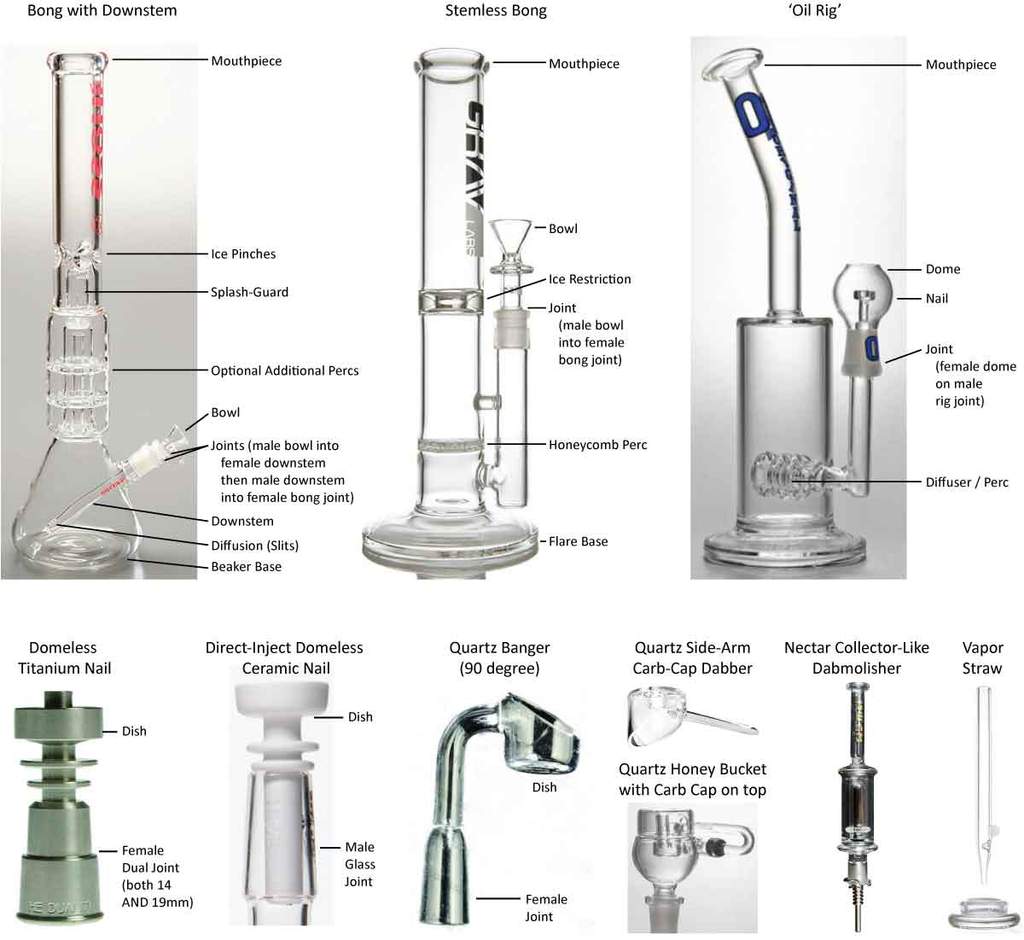 Bong with Downstem
Mouthpiece
Ice Pinches
Splash-Guard
Optional Additional Percs
Bowl
Joints (male bowl into
female downstem
then male downstem
into female bong joint)
Downstem
Diffusion (Slits)
Beaker Base
Stemless Bong
Mouthpiece
GRAV
LABS
Bowl
Ice Restriction
Joint
(male bowl
into female
bong joint)
Honeycomb Perc
Flare Base
‘Oil Rig’
Mouthpiece
Dome
Nail
Joint
(female dome
on male
rig joint)
Diffuser / Perc
Domeless
Titanium Nail
Dish
Female
Dual Joint
(both 14
AND 19mm)
Direct-Inject Domeless
Ceramic Nail
Dish
Male
Glass
Joint
Quartz Banger
(90 degree)
Dish
Female
Joint
Quartz Side-Arm
Carb-Cap Dabber
Quartz Honey Bucket
with Carb Cap on top
Nectar Collector-Like
Dabmolisher
Vapor
Straw